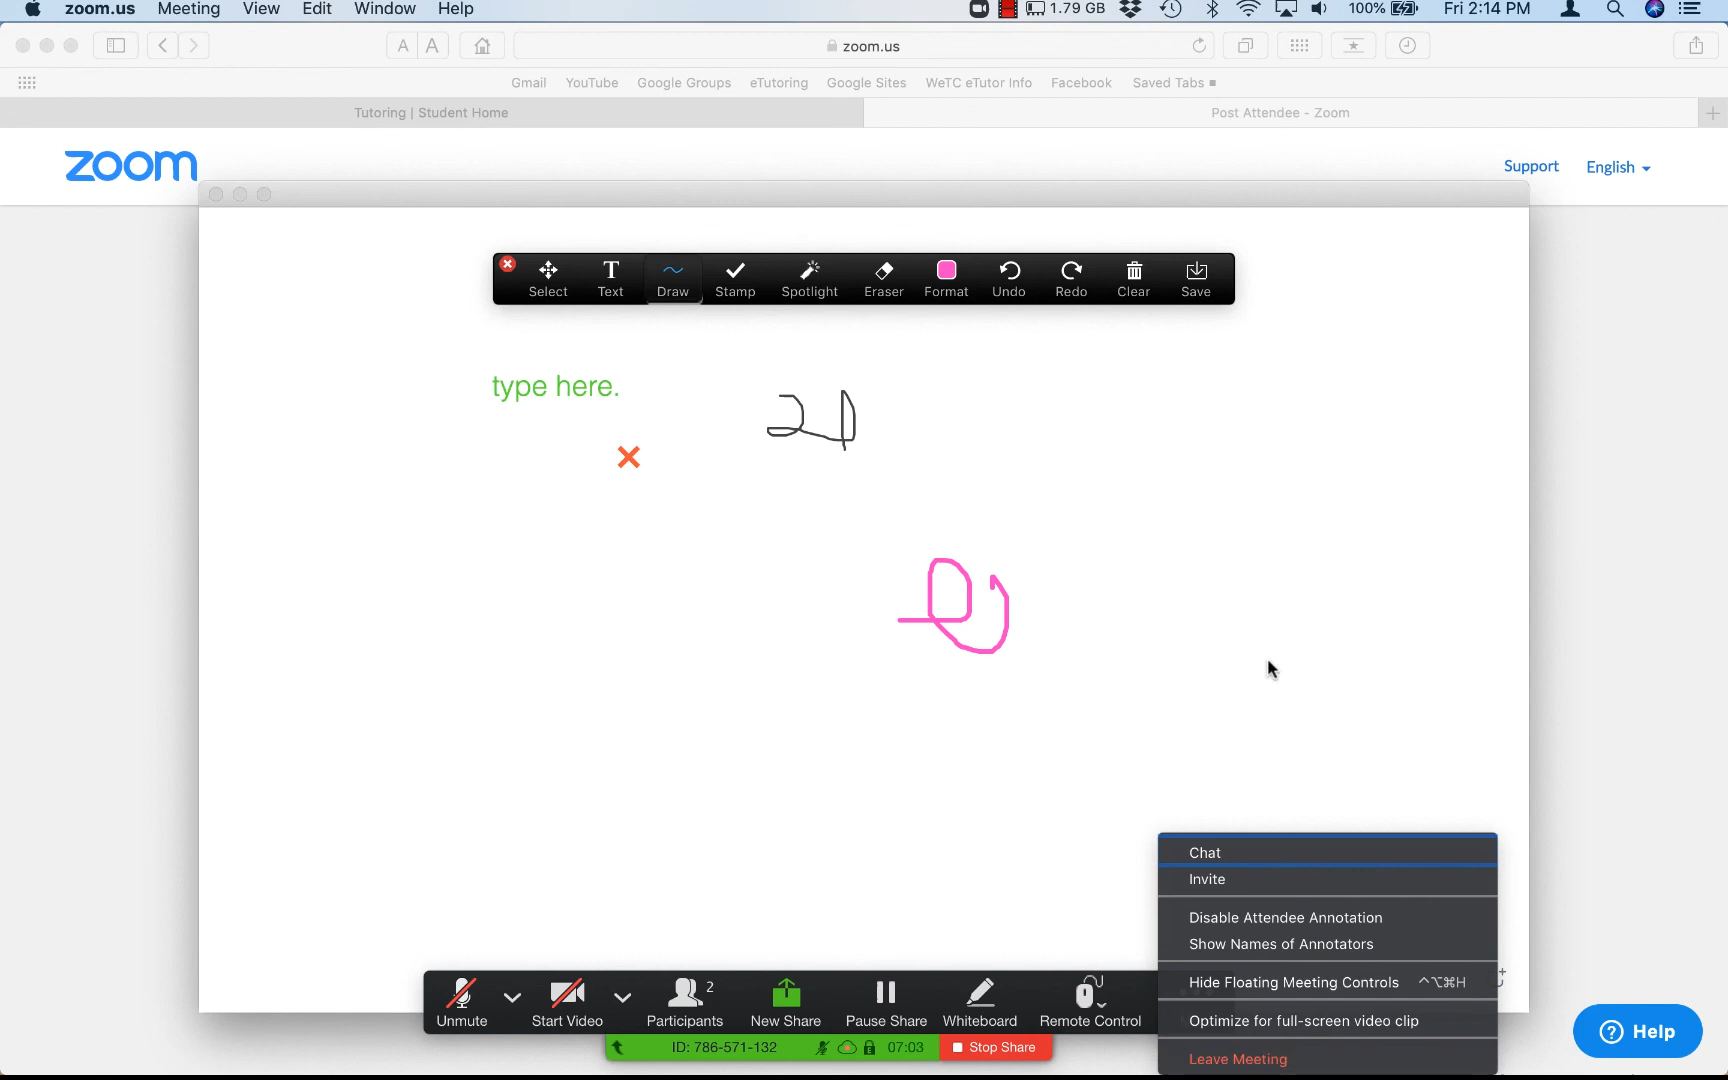 zoom.us Meeting View Edit Window Help 1.79 GB 100% Fri 2:14 PM
A A zoom.us
Gmail YouTube Google Groups eTutoring Google Sites WeTC eTutor Info Facebook Saved Tabs
Tutoring | Student Home Post Attendee - Zoom
zoom Support English
Select Text Draw Stamp Spotlight Eraser Format Undo Redo Clear Save
type here.
Chat
Invite
Disable Attendee Annotation
Show Names of Annotators
Hide Floating Meeting Controls ^⌥⌘H
Optimize for full-screen video clip
Leave Meeting
2
Unmute Start Video Participants New Share Pause Share Whiteboard Remote Control
ID: 786-571-132 07:03 Stop Share
Help